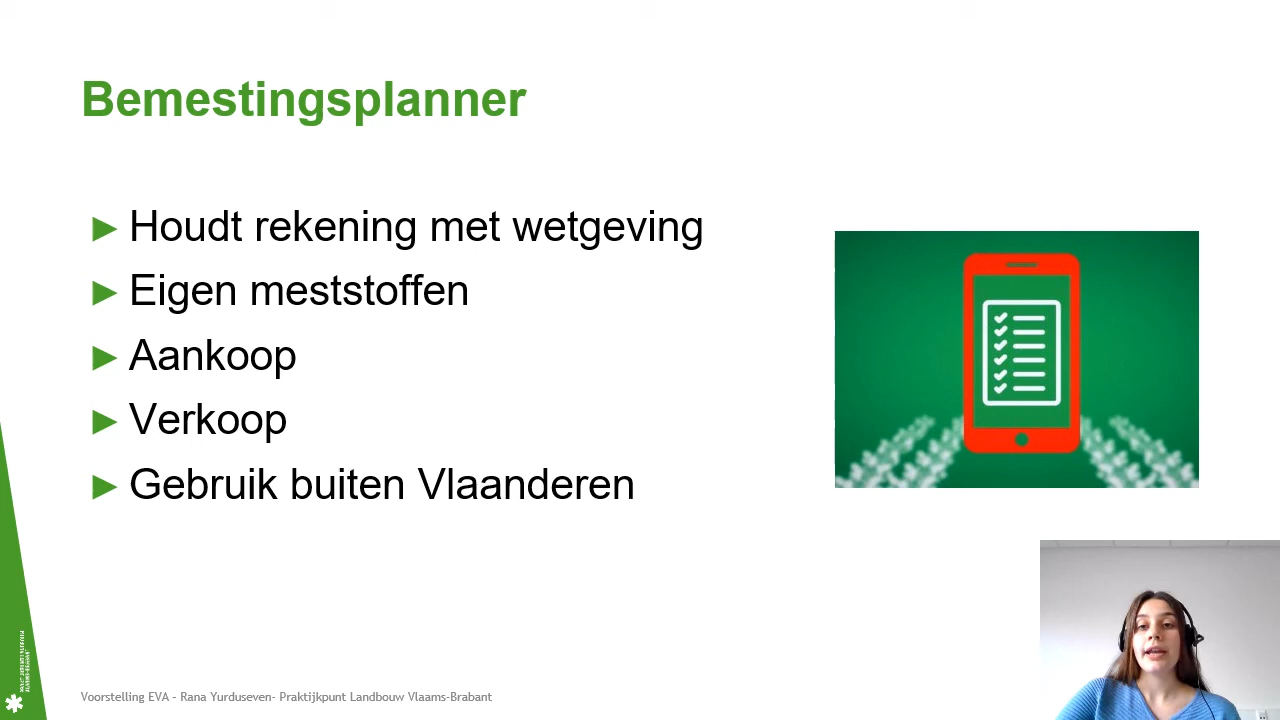 Bemestingsplanner
► Houdt rekening met wetgeving
► Eigen meststoffen
► Aankoop
► Verkoop
► Gebruik buiten Vlaanderen
Voorstelling EVA – Rana Yurduseven- Praktijkpunt Landbouw Vlaams-Brabant